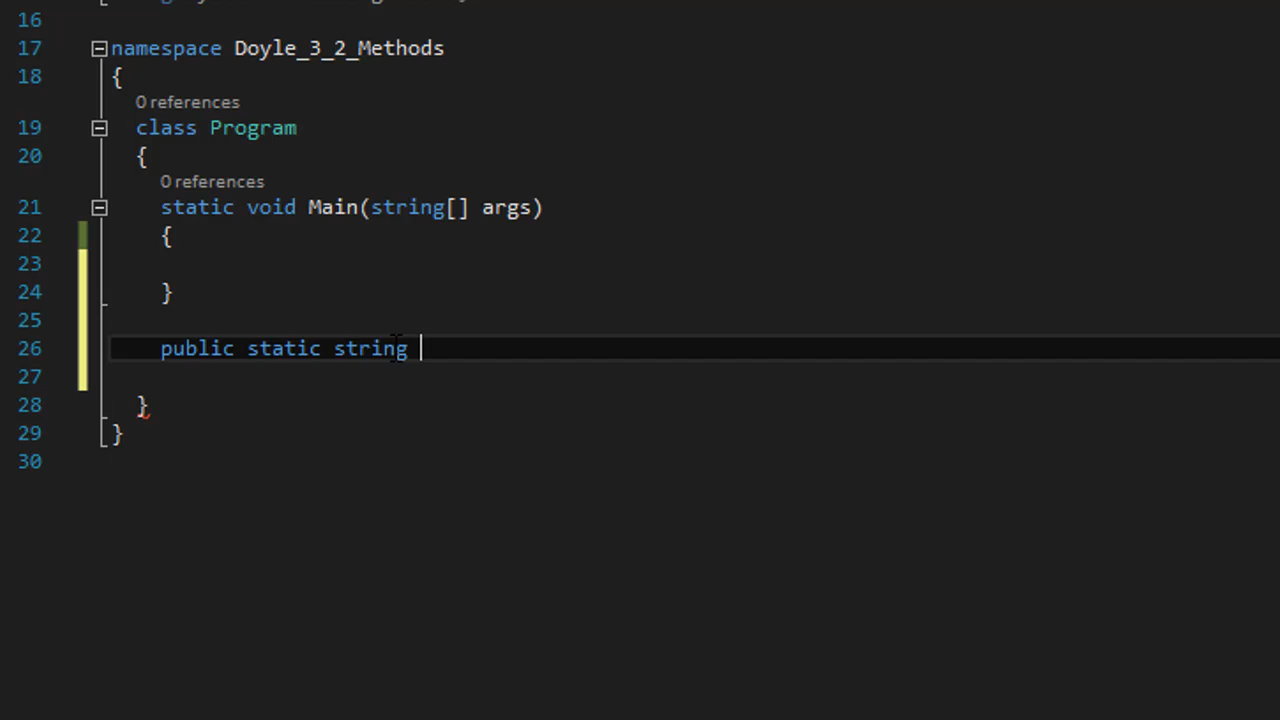 16
17 namespace Doyle_3_2_Methods
18 {
0 references
19 class Program
20 {
0 references
21 static void Main(string[] args)
22 {
23
24 }
25
26 public static string
27
28 }
29 }
30